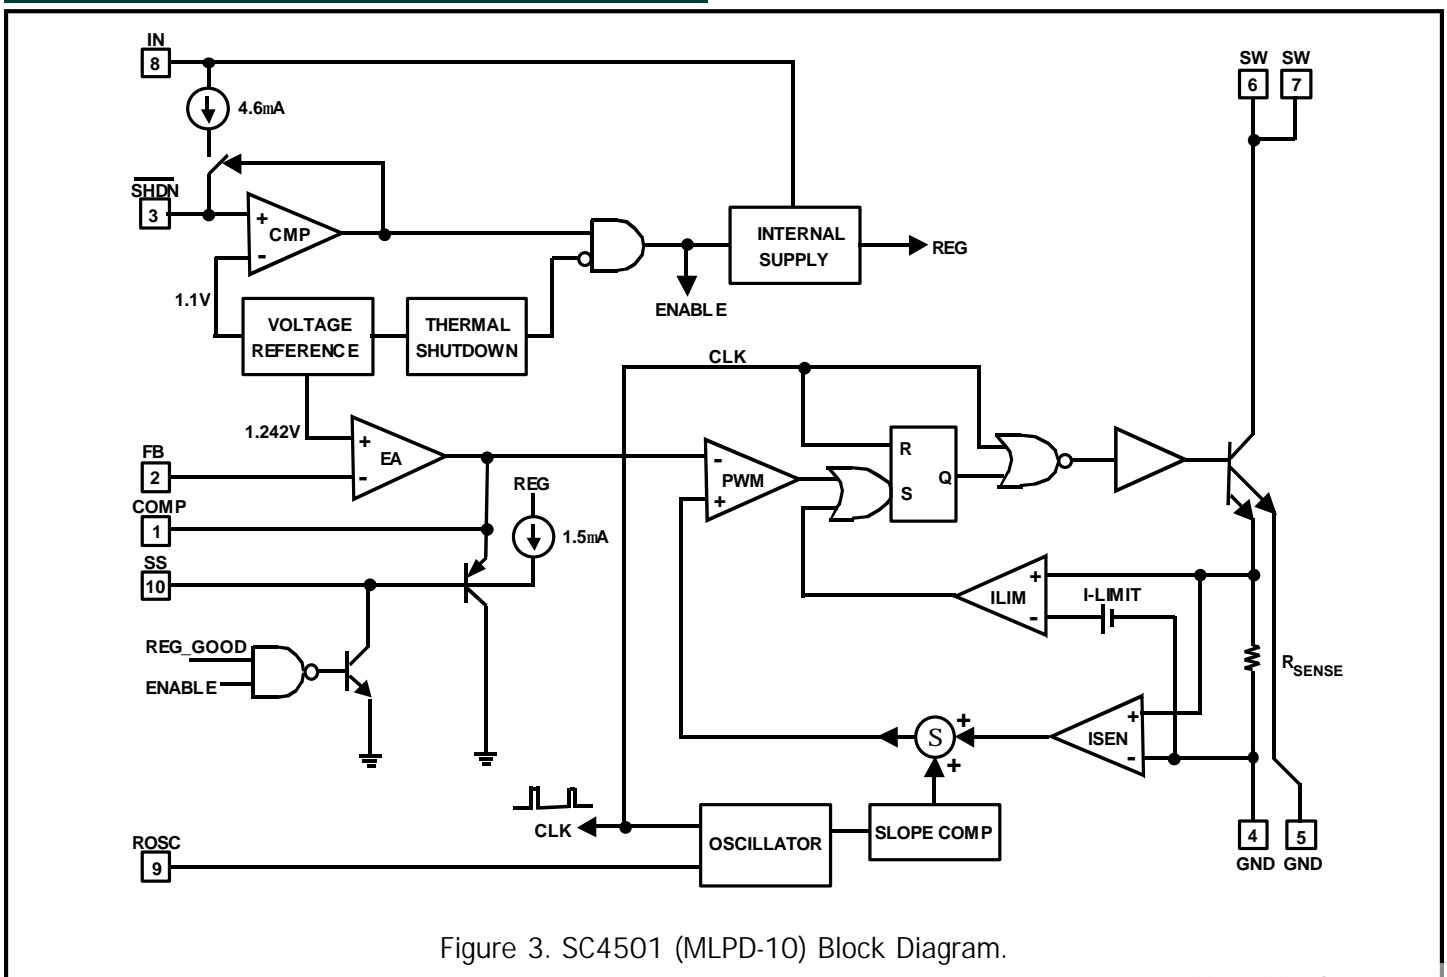 IN
8
4.6mA
SHDN
3
+
CMP
-
1.1V
VOLTAGE
REFERENCE
THERMAL
SHUTDOWN
INTERNAL
SUPPLY
REG
ENABLE
SW
6
SW
7
CLK
1.242V
+
EA
-
FB
2
COMP
1
SS
10
REG
1.5mA
-
PWM
+
R
S
Q
+
ILIM
-
I-LIMIT
RSENSE
REG_GOOD
ENABLE
S
+
+
+
ISEN
-
CLK
OSCILLATOR
SLOPE COMP
ROSC
9
4
GND
5
GND
Figure 3. SC4501 (MLPD-10) Block Diagram.